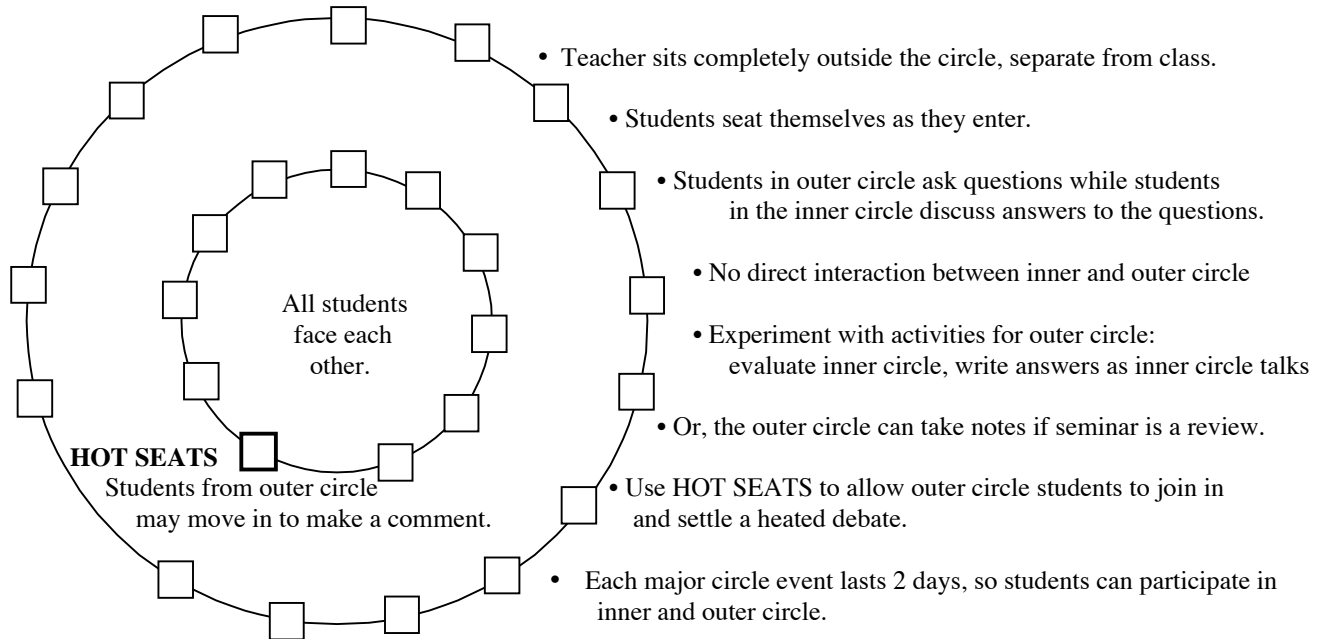 • Teacher sits completely outside the circle, separate from class.
• Students seat themselves as they enter.
• Students in outer circle ask questions while students
in the inner circle discuss answers to the questions.
• No direct interaction between inner and outer circle
All students
face each
other.
• Experiment with activities for outer circle:
evaluate inner circle, write answers as inner circle talks
• Or, the outer circle can take notes if seminar is a review.
HOT SEATS
Students from outer circle
may move in to make a comment.
• Use HOT SEATS to allow outer circle students to join in
and settle a heated debate.
• Each major circle event lasts 2 days, so students can participate in
inner and outer circle.